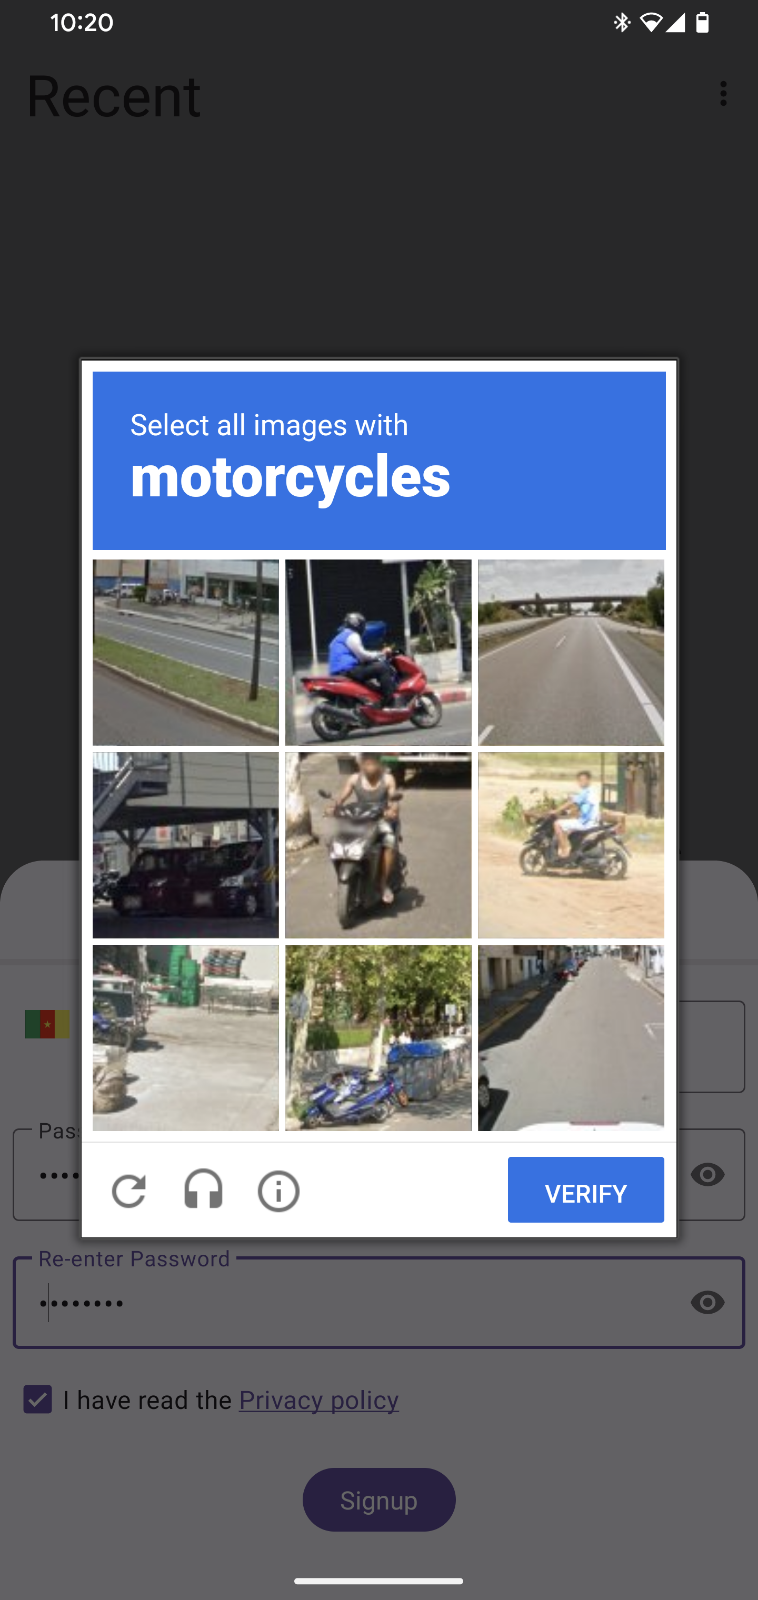 10:20
Recent
Select all images with
motorcycles
VERIFY
Pas
••••
Re-enter Password
••••••••
I have read the Privacy policy
Signup